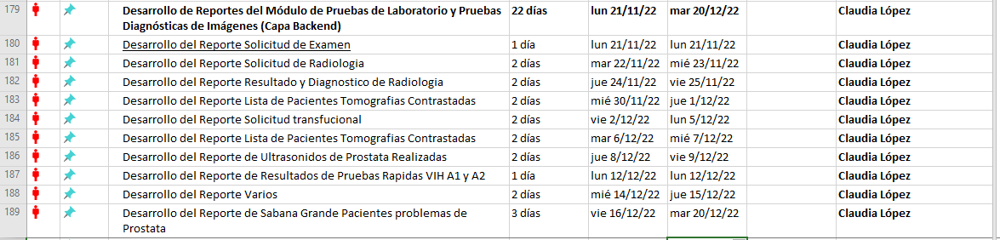 179 Desarrollo de Reportes del Módulo de Pruebas de Laboratorio y Pruebas 22 días lun 21/11/22 mar 20/12/22 Claudia López
Diagnósticas de Imágenes (Capa Backend)
180 Desarrollo del Reporte Solicitud de Examen 1 día lun 21/11/22 lun 21/11/22 Claudia López
181 Desarrollo del Reporte Solicitud de Radiologia 2 días mar 22/11/22 mié 23/11/22 Claudia López
182 Desarrollo del Reporte Resultado y Diagnostico de Radiologia 2 días jue 24/11/22 vie 25/11/22 Claudia López
183 Desarrollo del Reporte Lista de Pacientes Tomografias Contrastadas 2 días mié 30/11/22 jue 1/12/22 Claudia López
184 Desarrollo del Reporte Solicitud transfucional 2 días vie 2/12/22 lun 5/12/22 Claudia López
185 Desarrollo del Reporte Lista de Pacientes Tomografias Contrastadas 2 días mar 6/12/22 mié 7/12/22 Claudia López
186 Desarrollo del Reporte de Ultrasonidos de Prostata Realizadas 2 días jue 8/12/22 vie 9/12/22 Claudia López
187 Desarrollo del Reporte de Resultados de Pruebas Rapidas VIH A1 y A2 1 día lun 12/12/22 lun 12/12/22 Claudia López
188 Desarrollo del Reporte Varios 2 días mié 14/12/22 jue 15/12/22 Claudia López
189 Desarrollo del Reporte de Sabana Grande Pacientes problemas de 3 días vie 16/12/22 mar 20/12/22 Claudia López
Prostata